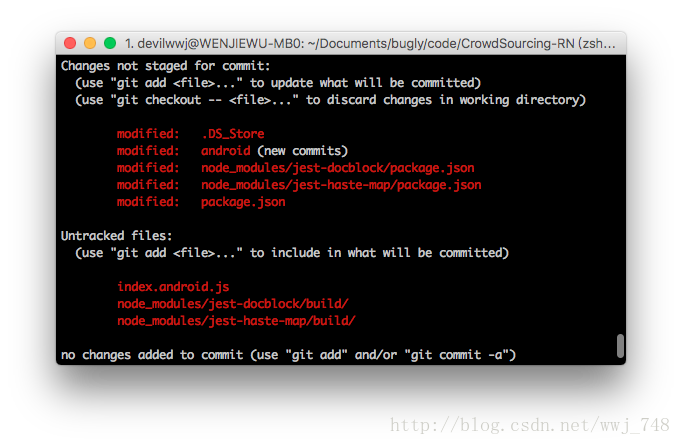 1. devilwwj@WENJIEWU-MB0: ~/Documents/bugly/code/CrowdSourcing-RN (zsh...
Changes not staged for commit:
(use "git add <file>..." to update what will be committed)
(use "git checkout -- <file>..." to discard changes in working directory)
modified: .DS_Store
modified: android (new commits)
modified: node_modules/jest-docblock/package.json
modified: node_modules/jest-haste-map/package.json
modified: package.json
Untracked files:
(use "git add <file>..." to include in what will be committed)
index.android.js
node_modules/jest-docblock/build/
node_modules/jest-haste-map/build/
no changes added to commit (use "git add" and/or "git commit -a")
http://blog.csdn.net/wwj_748